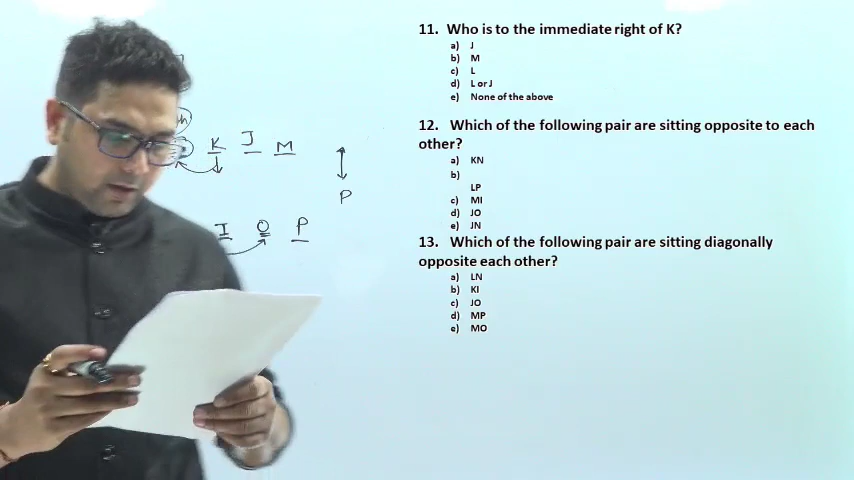 11. Who is to the immediate right of K?
a) J
b) M
c) L
d) L or J
e) None of the above
12. Which of the following pair are sitting opposite to each
other?
a) KN
b)
LP
c) MI
d) JO
e) JN
13. Which of the following pair are sitting diagonally
opposite each other?
a) LN
b) KI
c) JO
d) MP
e) MO
K J M
P
I O P